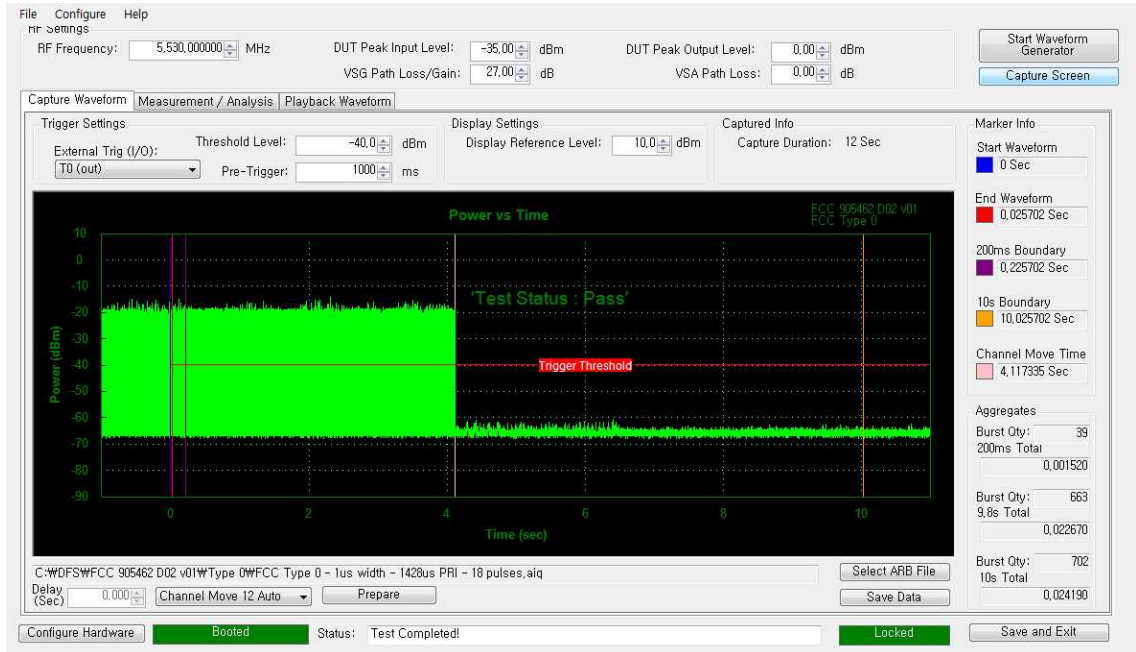 File Configure Help
RF Settings
RF Frequency: 5,530,000000 MHz DUT Peak Input Level: -35,00 dBm DUT Peak Output Level: 0,00 dBm
VSG Path Loss/Gain: 27,00 dB VSA Path Loss: 0,00 dB
Start Waveform
Generator
Capture Screen
Capture Waveform Measurement / Analysis Playback Waveform
Trigger Settings
External Trig (I/O):
T0 (out)
Threshold Level: -40,0 dBm
Pre-Trigger: 1000 ms
Display Settings
Display Reference Level: 10,0 dBm
Captured Info
Capture Duration: 12 Sec
Power vs Time
FCC 905462 D02 v01
FCC Type 0
'Test Status : Pass'
Trigger Threshold
Power (dBm)
10
0
-10
-20
-30
-40
-50
-60
-70
-80
-90
0 2 4 6 8 10
Time (sec)
Marker Info
Start Waveform
0 Sec
End Waveform
0,025702 Sec
200ms Boundary
0,225702 Sec
10s Boundary
10,025702 Sec
Channel Move Time
4,117335 Sec
Aggregates
Burst Qty: 39
200ms Total
0,001520
Burst Qty: 663
9,8s Total
0,022670
Burst Qty: 702
10s Total
0,024190
C:₩DFS₩FCC 905462 D02 v01₩Type 0₩FCC Type 0 - 1us width - 1428us PRI - 18 pulses,aiq
Select ARB File
Delay
(Sec) 0,000 Channel Move 12 Auto Prepare
Save Data
Configure Hardware Booted Status: Test Completed! Locked Save and Exit